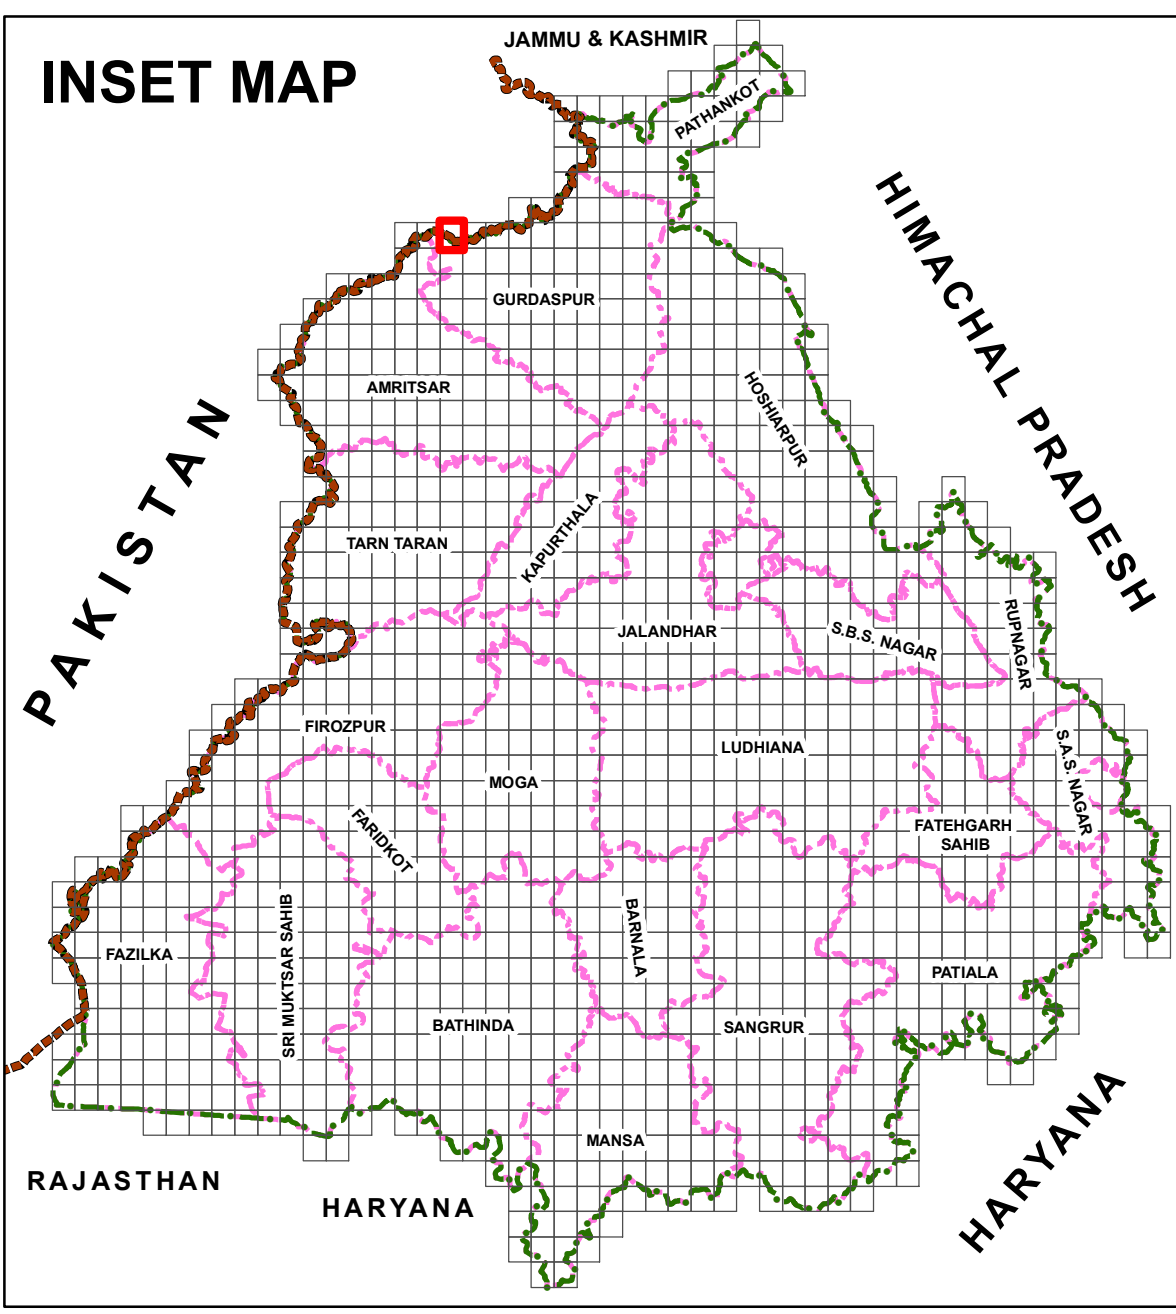 JAMMU & KASHMIR
INSET MAP
PATHANKOT
HIMACHAL PRADESH
GURDASPUR
AMRITSAR
HOSHIARPUR
PAKISTAN
KAPURTHALA
TARN TARAN
JALANDHAR
S.B.S. NAGAR
RUPNAGAR
FIROZPUR
LUDHIANA
S.A.S. NAGAR
MOGA
FARIDKOT
FATEHGARH
SAHIB
BARNALA
SRI MUKTSAR SAHIB
FAZILKA
PATIALA
BATHINDA
SANGRUR
MANSA
HARYANA
RAJASTHAN
HARYANA